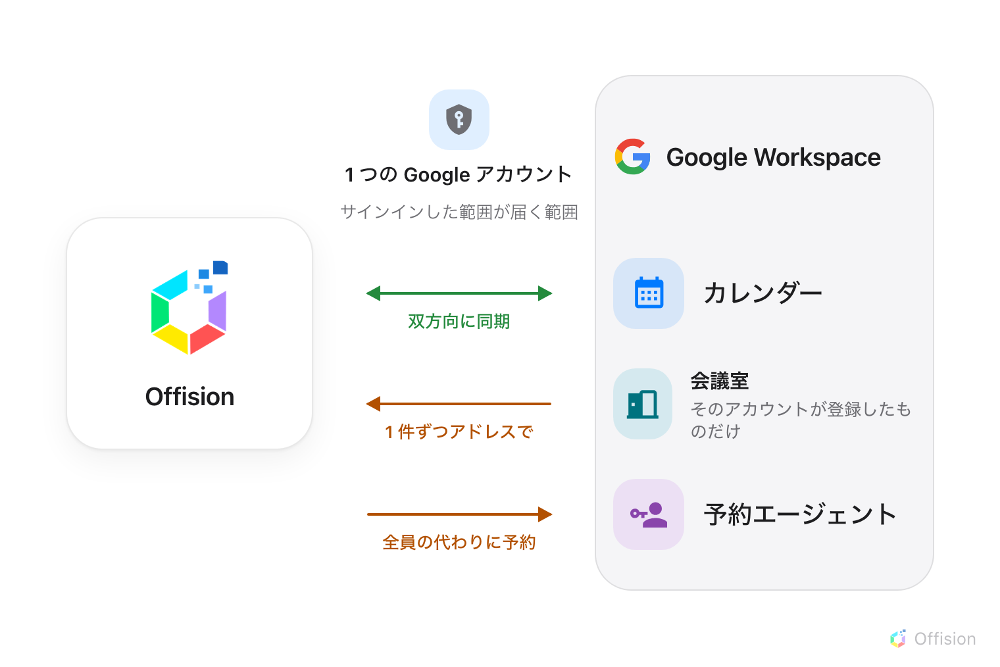 1 つの Google アカウント
サインインした範囲が届く範囲
Google Workspace
Offision
双方向に同期
カレンダー
1 件ずつアドレスで
会議室
そのアカウントが登録したも
のだけ
全員の代わりに予約
予約エージェント
Offision